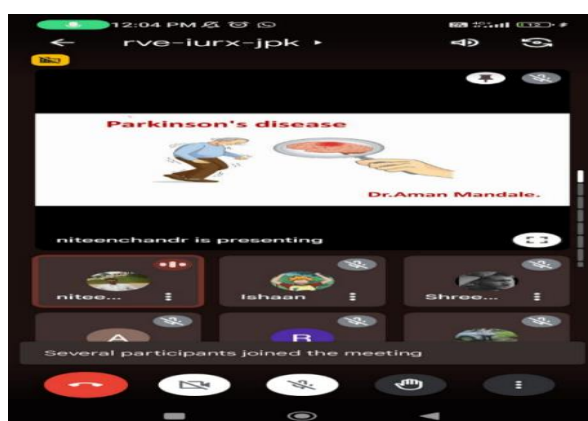 12:04 PM
rve-iurx-jpk
Parkinson's disease
Dr.Aman Mandale.
niteenchandr is presenting
nitee...
Ishaan
Shree...
A
Several participants joined the meeting